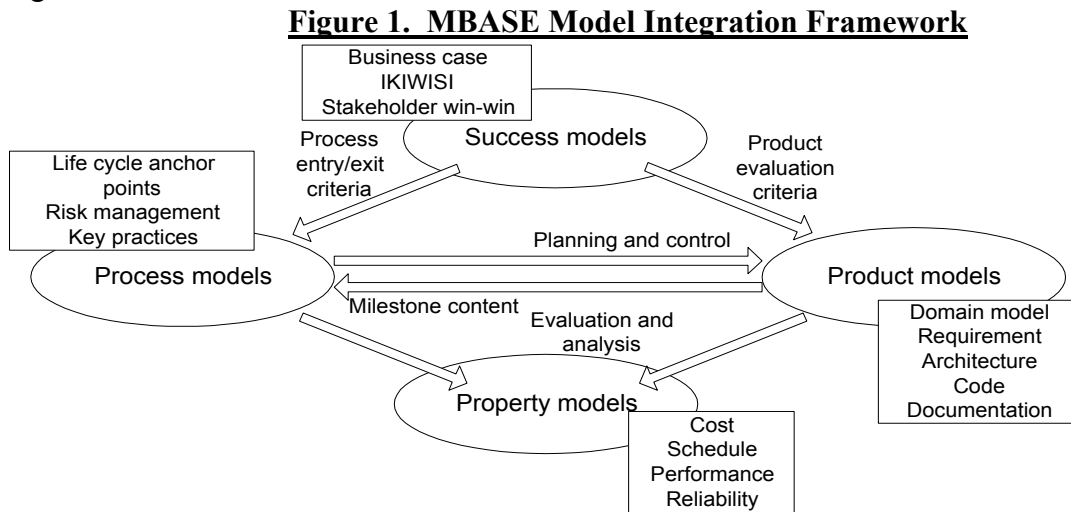 Figure 1. MBASE Model Integration Framework
Business case
IKIWISI
Stakeholder win-win
Success models
Process
entry/exit
criteria
Product
evaluation
criteria
Life cycle anchor
points
Risk management
Key practices
Process models
Planning and control
Milestone content
Product models
Evaluation and
analysis
Domain model
Requirement
Architecture
Code
Documentation
Property models
Cost
Schedule
Performance
Reliability